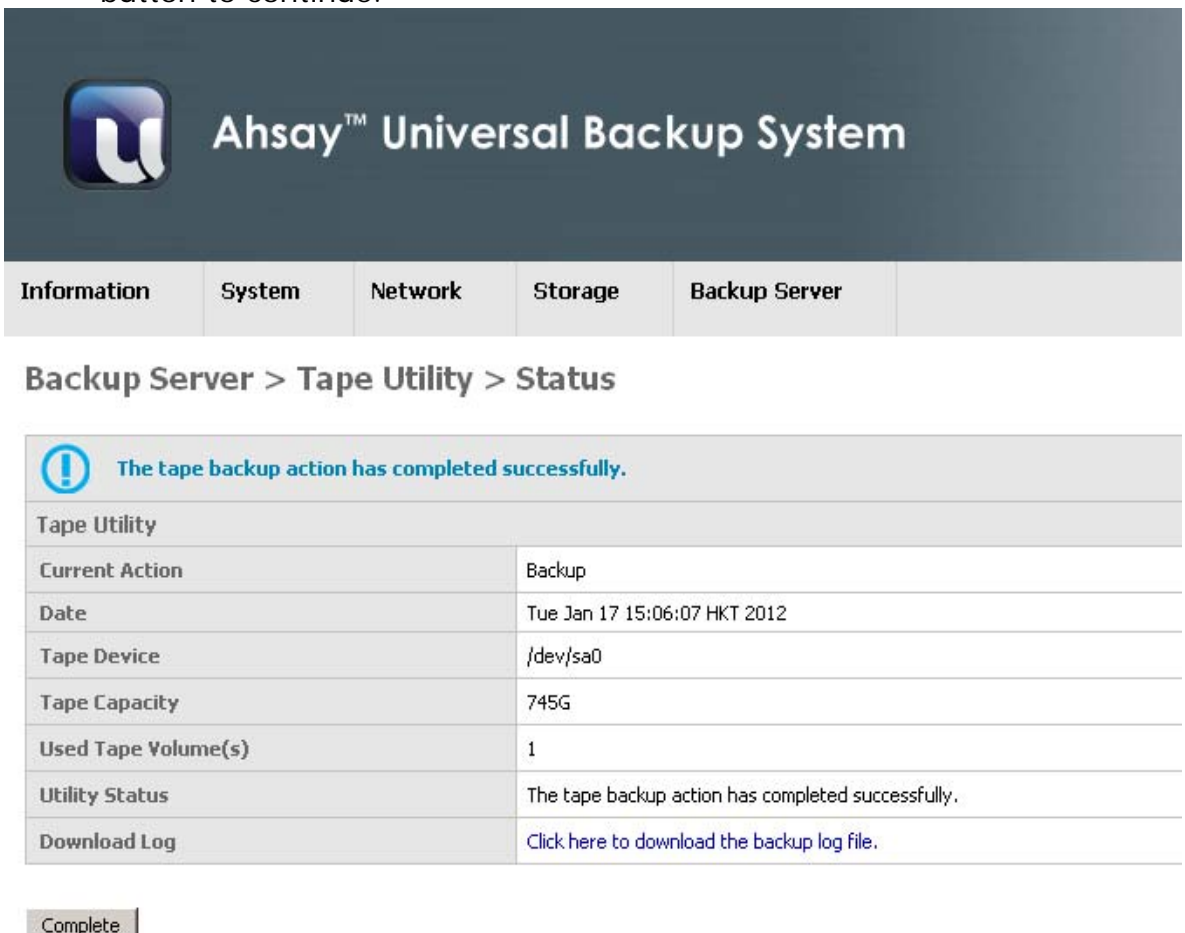 button to continue.
Ahsay™ Universal Backup System
Information System Network Storage Backup Server
Backup Server > Tape Utility > Status
The tape backup action has completed successfully.
Tape Utility
Current Action Backup
Date Tue Jan 17 15:06:07 HKT 2012
Tape Device /dev/sa0
Tape Capacity 745G
Used Tape Volume(s) 1
Utility Status The tape backup action has completed successfully.
Download Log Click here to download the backup log file.
Complete